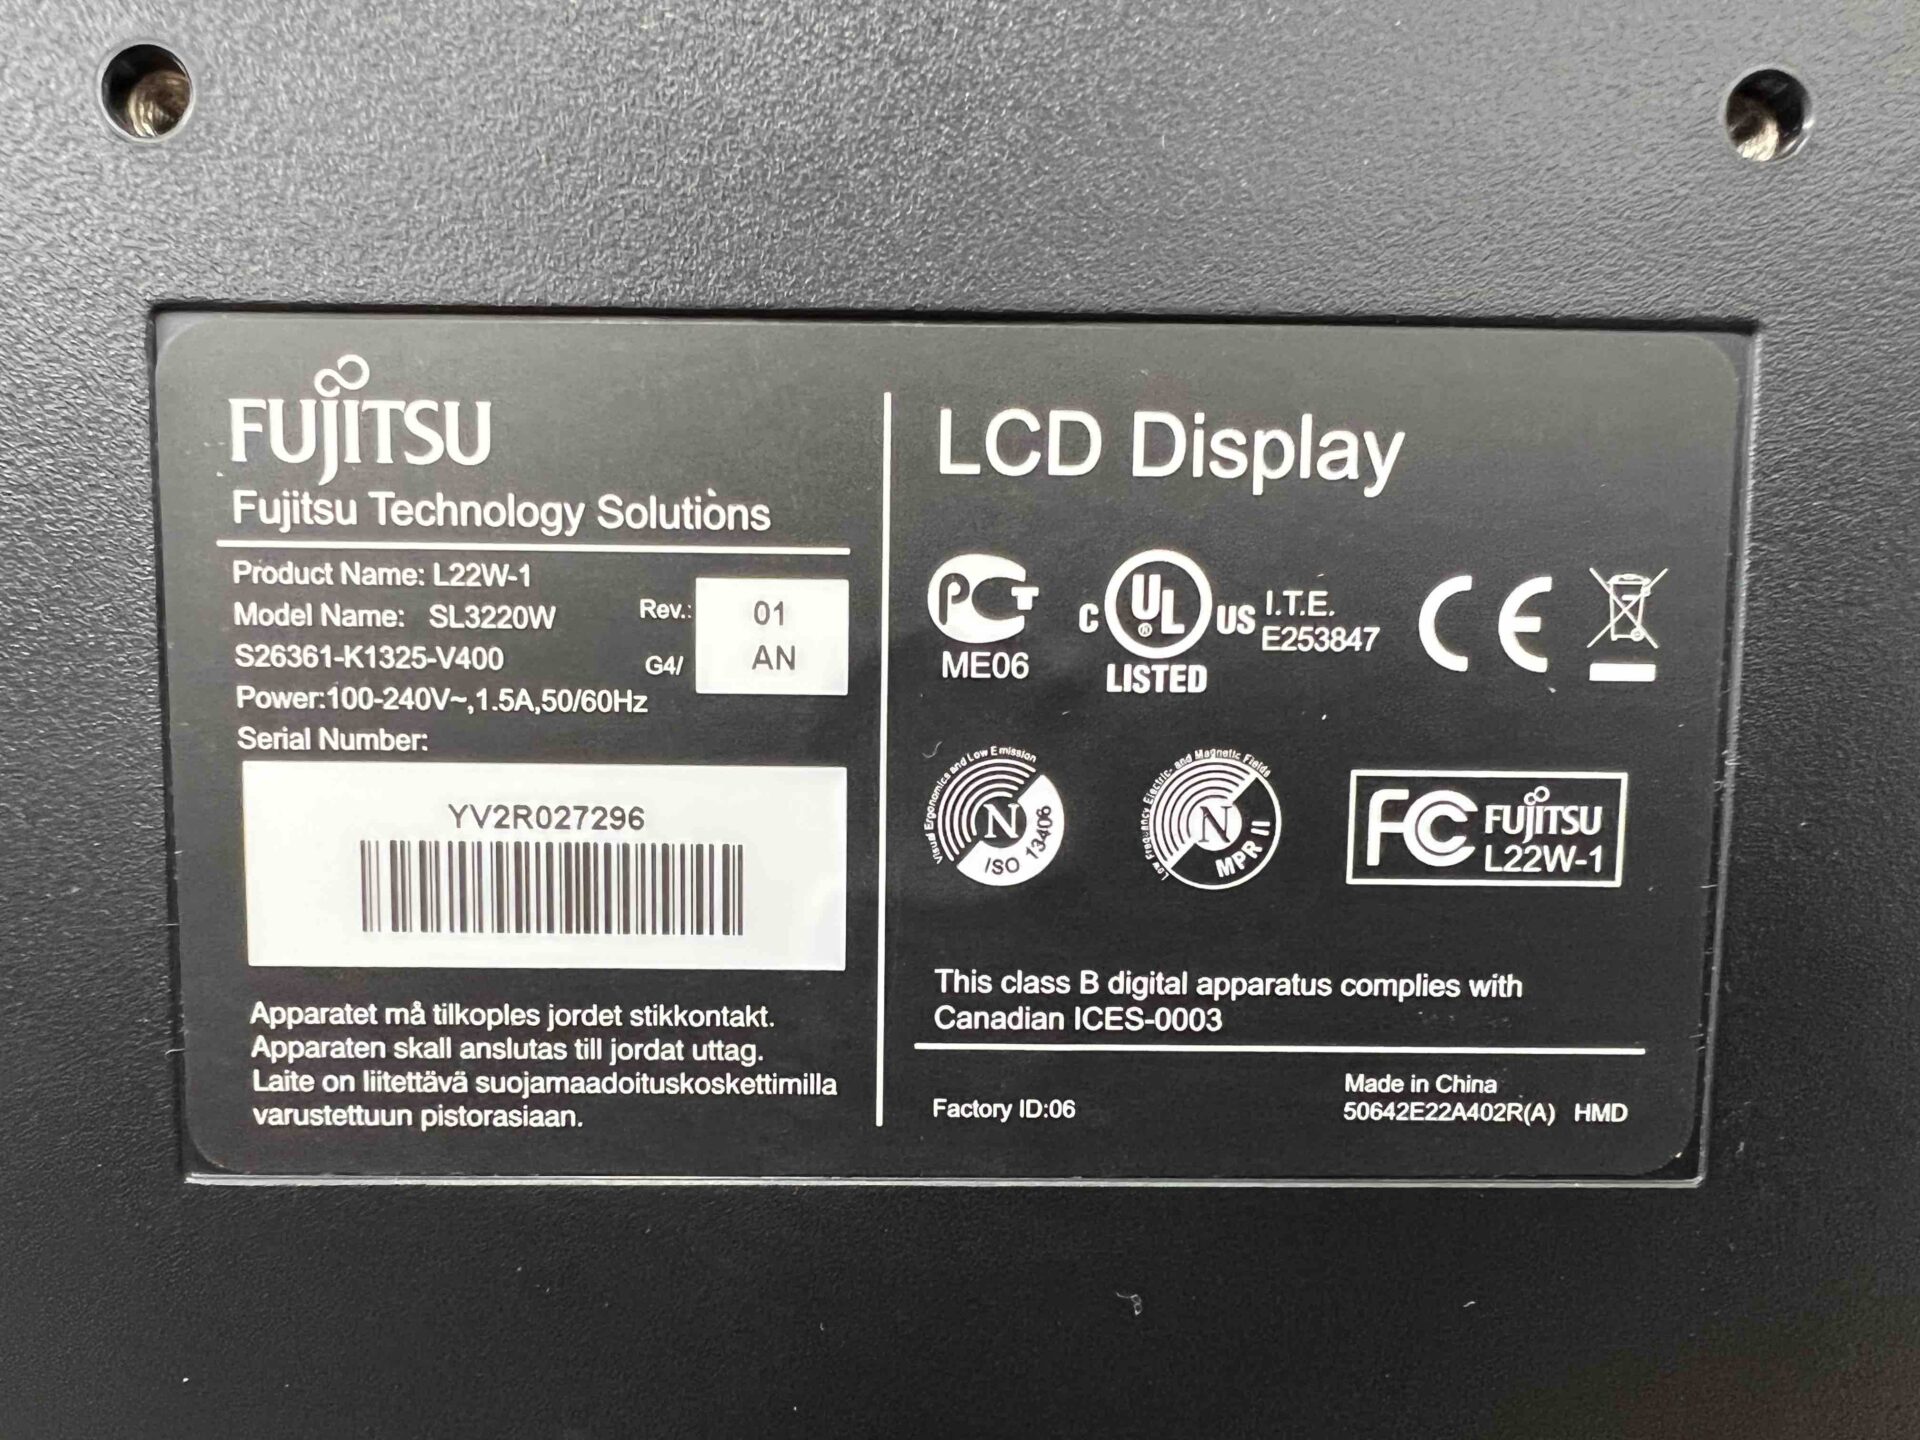 FUJITSU
Fujitsu Technology Solutions
Product Name: L22W-1
Model Name: SL3220W
Rev.: 01
S26361-K1325-V400
G4/ AN
Power:100-240V~,1.5A,50/60Hz
Serial Number:
YV2R027296
Apparatet må tilkoples jordet stikkontakt.
Apparaten skall anslutas till jordat uttag.
Laite on liitettävä suojamaadoituskoskettimilla
varustettuun pistorasiaan.
LCD Display
PCT
ME06
C UL US
®
LISTED
I.T.E.
E253847
CE
Visual Ergonomics and Low Emission
N
ISO 13406
Low Frequency Electric- and Magnetic Fields
N
MPR II
FC FUJITSU
L22W-1
This class B digital apparatus complies with
Canadian ICES-0003
Factory ID:06
Made in China
50642E22A402R(A) HMD